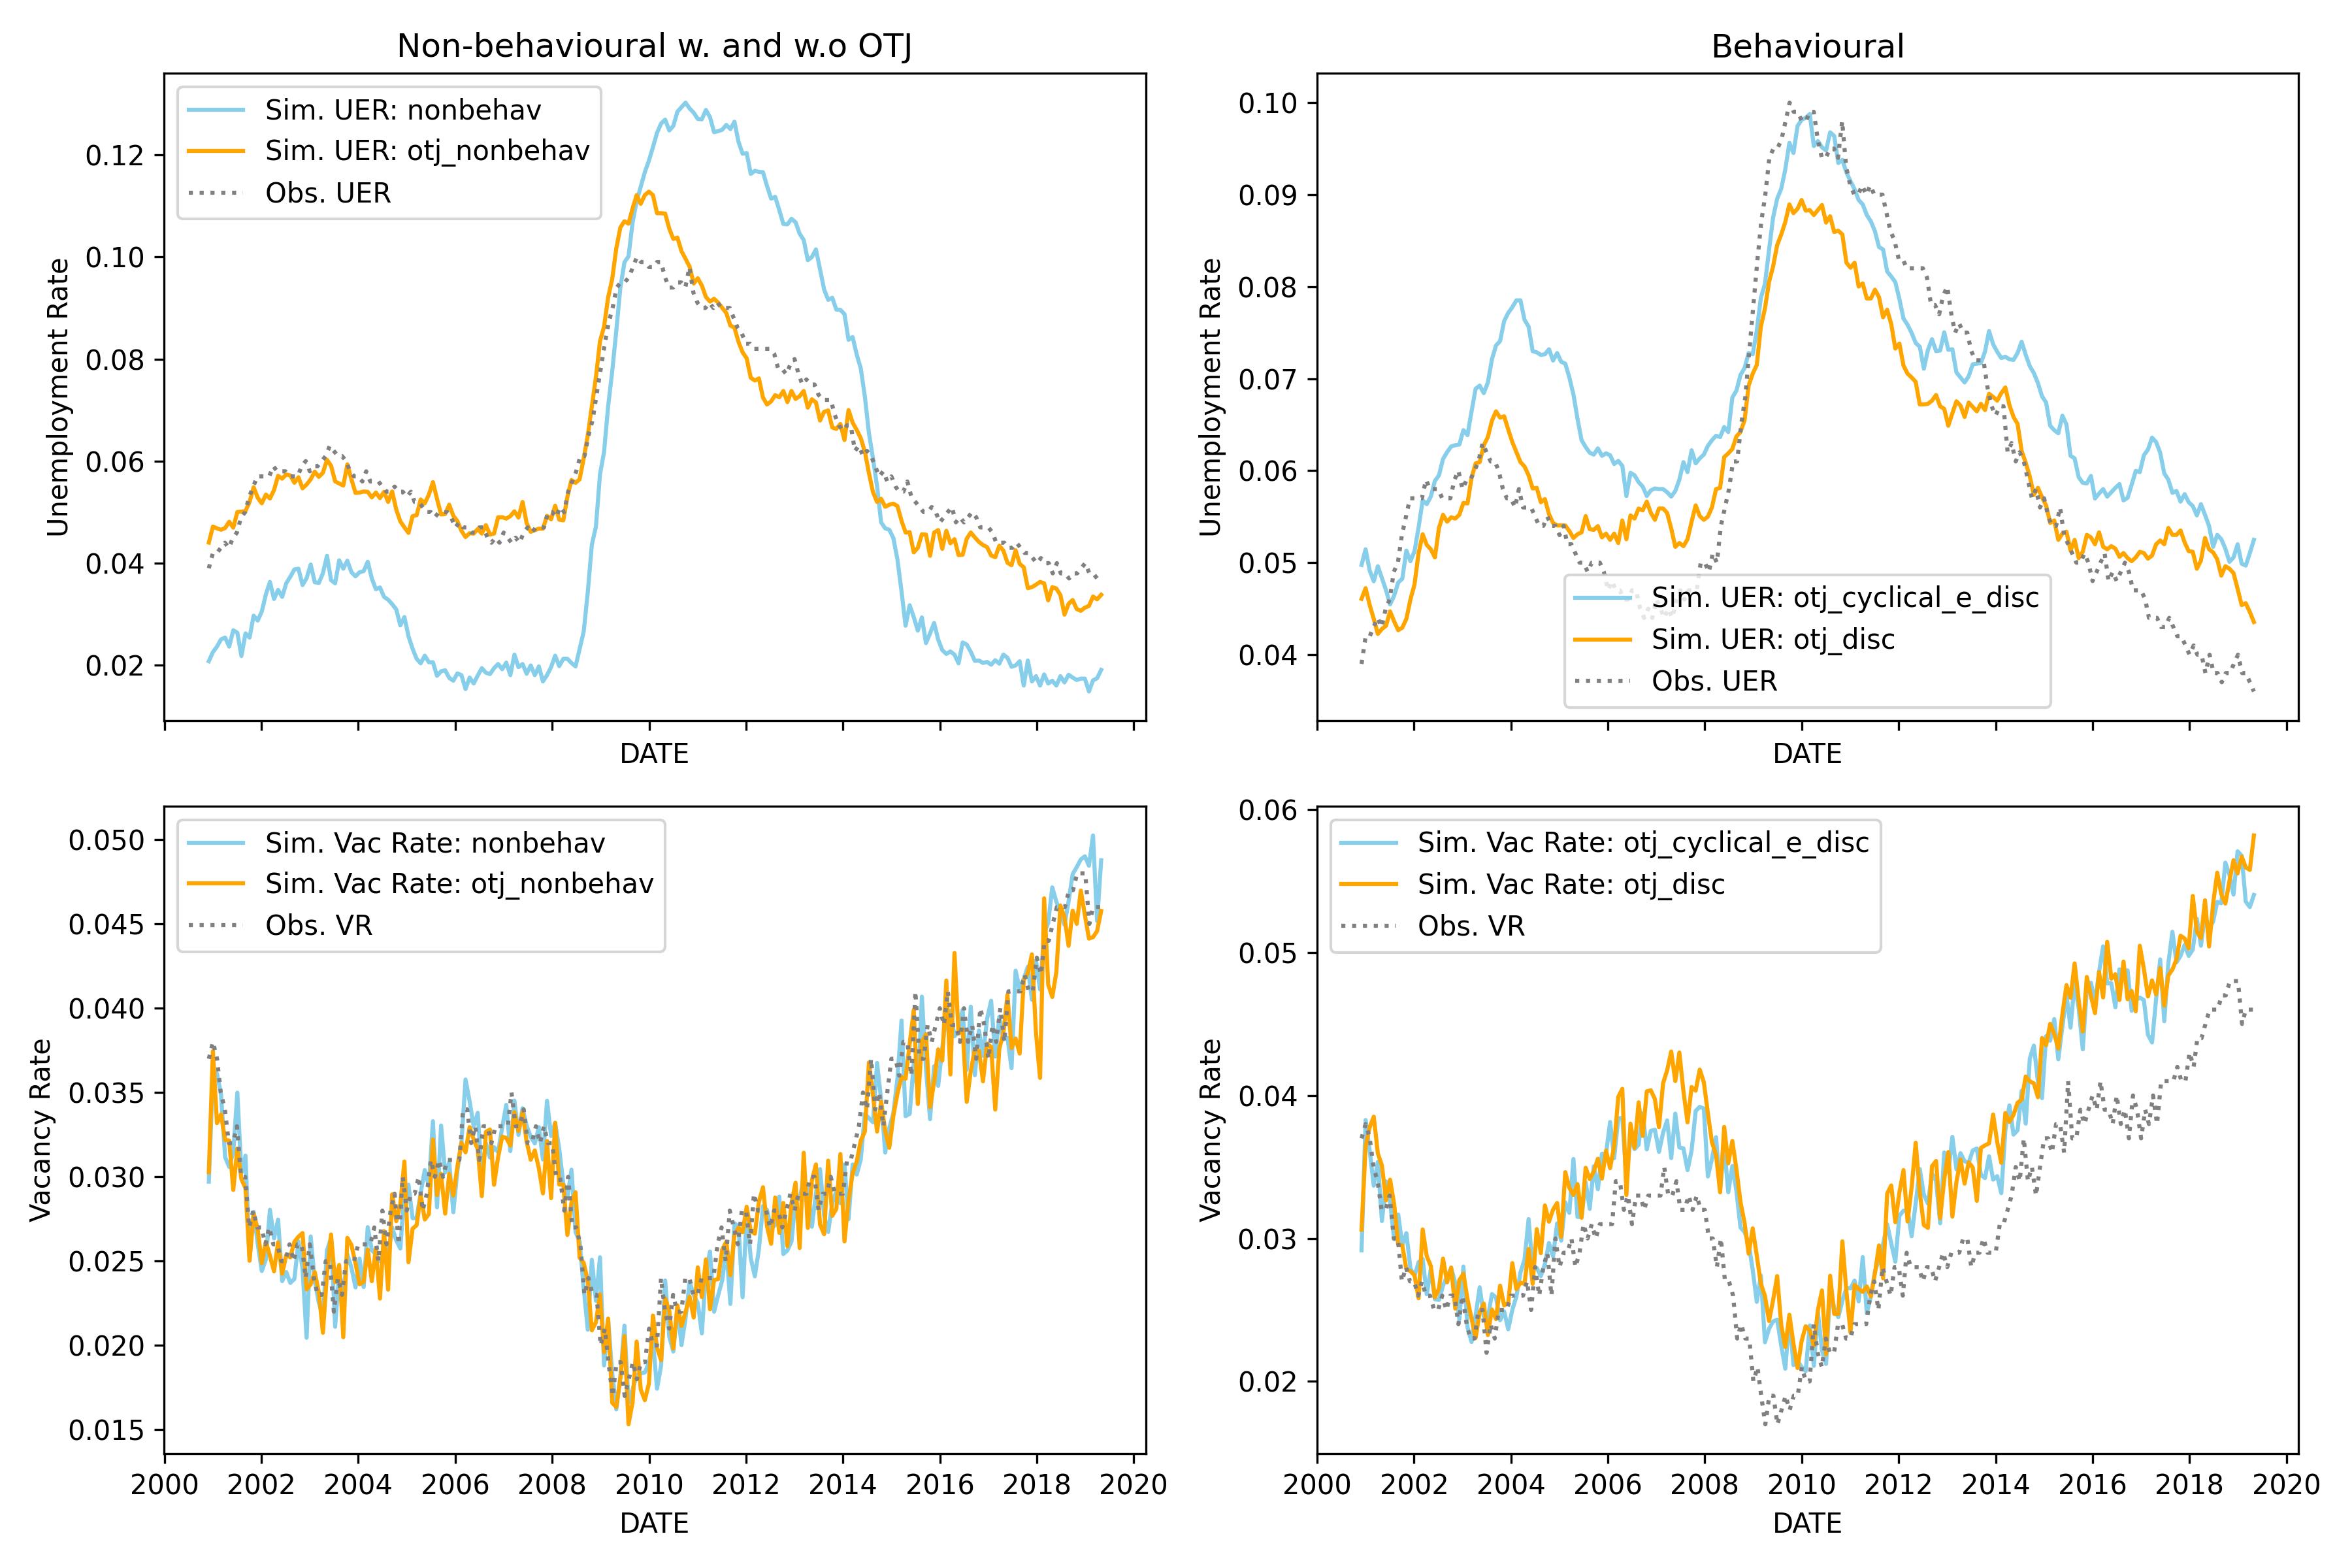 Non-behavioural w. and w.o OTJ
Sim. UER: nonbehav
Sim. UER: otj_nonbehav
Obs. UER
Unemployment Rate
0.12
0.10
0.08
0.06
0.04
0.02
DATE
Behavioural
Unemployment Rate
0.10
0.09
0.08
0.07
0.06
0.05
0.04
Sim. UER: otj_cyclical_e_disc
Sim. UER: otj_disc
Obs. UER
DATE
Sim. Vac Rate: nonbehav
Sim. Vac Rate: otj_nonbehav
Obs. VR
Vacancy Rate
0.050
0.045
0.040
0.035
0.030
0.025
0.020
0.015
2000 2002 2004 2006 2008 2010 2012 2014 2016 2018 2020
DATE
Sim. Vac Rate: otj_cyclical_e_disc
Sim. Vac Rate: otj_disc
Obs. VR
Vacancy Rate
0.06
0.05
0.04
0.03
0.02
2000 2002 2004 2006 2008 2010 2012 2014 2016 2018 2020
DATE